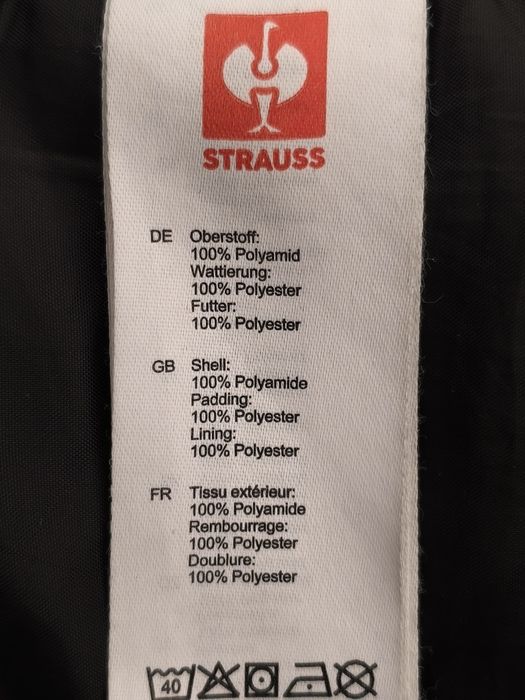 STRAUSS
DE Oberstoff:
100% Polyamid
Wattierung:
100% Polyester
Futter:
100% Polyester
GB Shell:
100% Polyamide
Padding:
100% Polyester
Lining:
100% Polyester
FR Tissu extérieur:
100% Polyamide
Rembourrage:
100% Polyester
Doublure:
100% Polyester
40